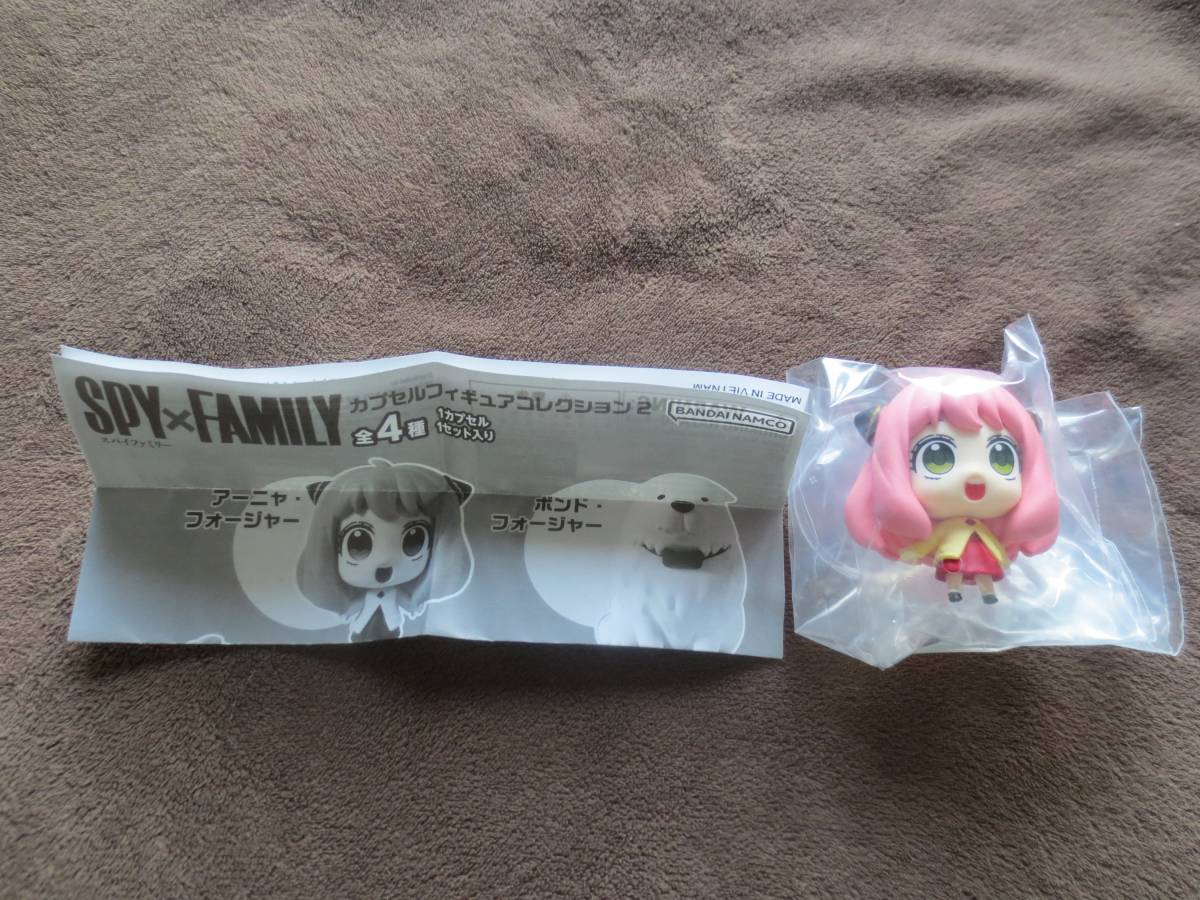 SPY×FAMILY
スパイファミリー
カプセルフィギュアコレクション2
全4種
1カプセル
1セット入り
BANDAI NAMCO
MADE IN VIETNAM
アーニャ・
フォージャー
ボンド・
フォージャー